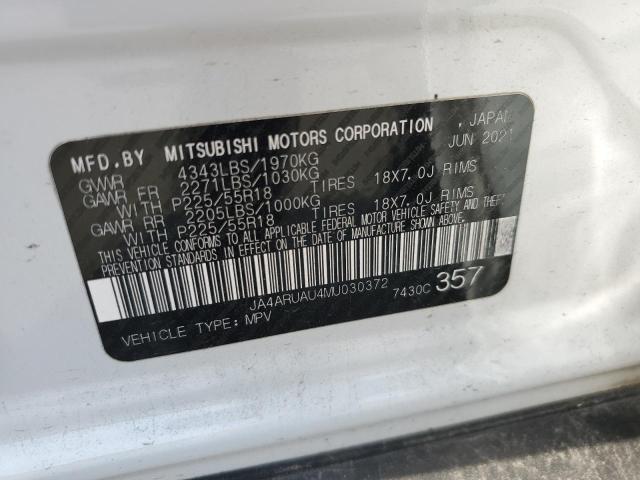 MFD.BY MITSUBISHI MOTORS CORPORATION , JAPAN
JUN 2021
GVWR 4343LBS/1970KG
GAWR FR 2271LBS/1030KG
WITH P225/55R18 TIRES 18X7.0J RIMS
GAWR RR 2205LBS/1000KG
WITH P225/55R18 TIRES 18X7.0J RIMS
THIS VEHICLE CONFORMS TO ALL APPLICABLE FEDERAL MOTOR VEHICLE SAFETY AND THEFT
PREVENTION STANDARDS IN EFFECT ON THE DATE OF MANUFACTURE SHOWN ABOVE.
JA4ARUAU4MU030372 7430C 357
VEHICLE TYPE: MPV